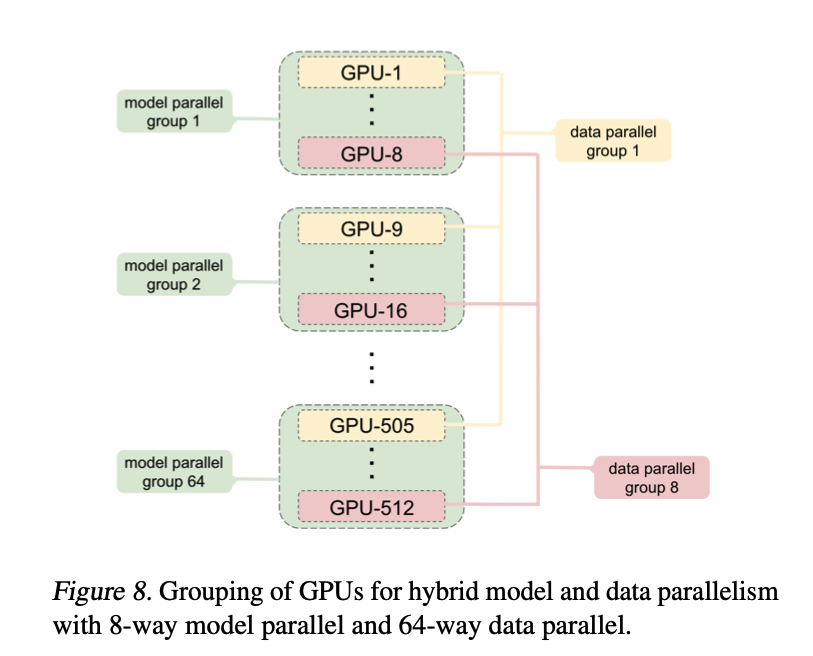 GPU-1
model parallel
group 1
GPU-8
data parallel
group 1
GPU-9
model parallel
group 2
GPU-16
GPU-505
model parallel
group 64
GPU-512
data parallel
group 8
Figure 8. Grouping of GPUs for hybrid model and data parallelism
with 8-way model parallel and 64-way data parallel.